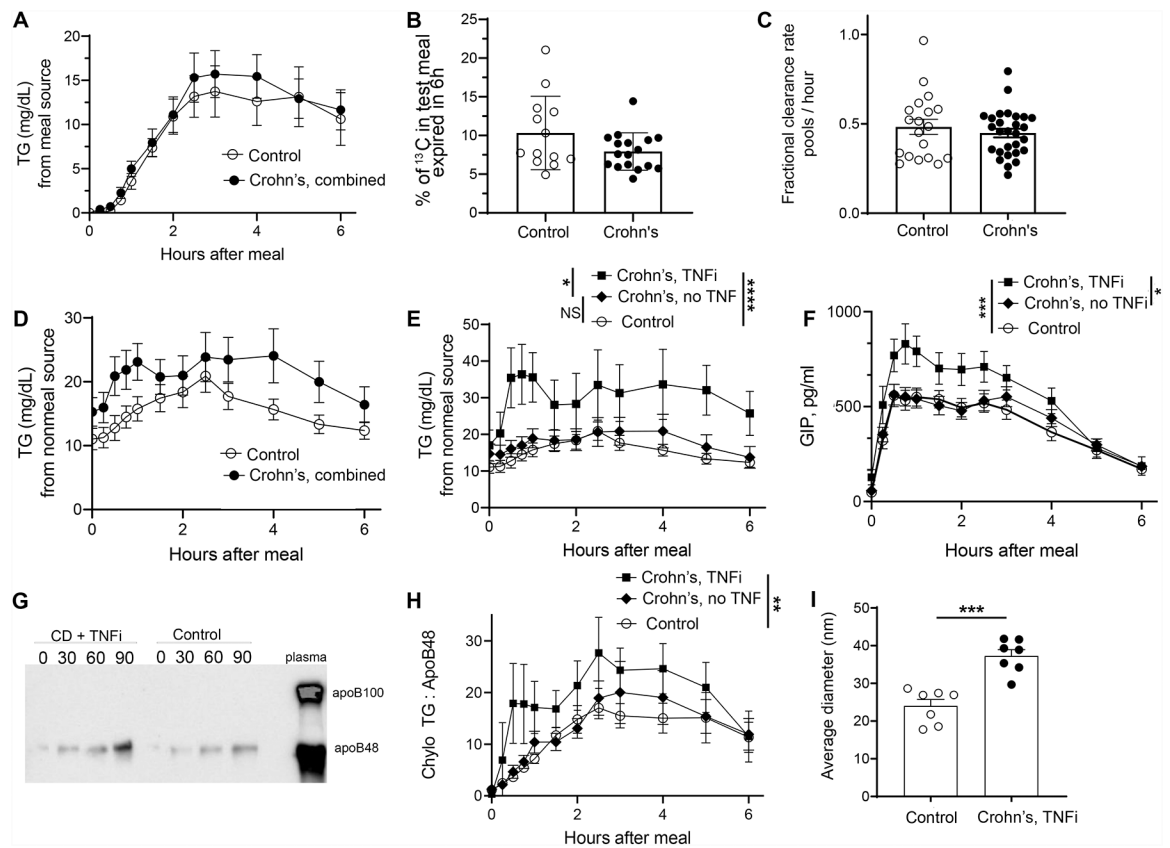 A
TG (mg/dL)
from meal source
20
15
10
5
0
0
2
4
6
Control
Crohn's, combined
Hours after meal
B
% of ¹³C in test meal
expired in 6h
25
20
15
10
5
0
Control
Crohn's
C
Fractional clearance rate
pools / hour
1.0
0.5
0.0
Control
Crohn's
D
TG (mg/dL)
from nonmeal source
30
20
10
0
0
2
4
6
Control
Crohn's, combined
Hours after meal
E
*
NS
****
Crohn's, TNFi
Crohn's, no TNF
Control
TG (mg/dL)
from nonmeal source
50
40
30
20
10
0
0
2
4
6
Hours after meal
F
***
*
Crohn's, TNFi
Crohn's, no TNFi
Control
GIP, pg/ml
1000
500
0
0
2
4
6
Hours after meal
G
CD + TNFi
Control
0 30 60 90
0 30 60 90
plasma
apoB100
apoB48
H
Crohn's, TNFi
Crohn's, no TNF
Control
**
Chylo TG : ApoB48
30
20
10
0
0
2
4
6
Hours after meal
I
***
Average diameter (nm)
50
40
30
20
10
0
Control
Crohn's, TNFi